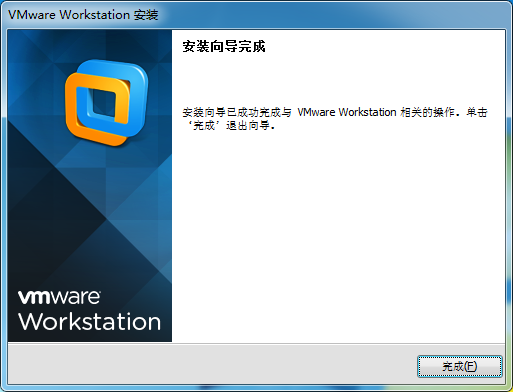 VMware Workstation 安装
安装向导完成
安装向导已成功完成与 VMware Workstation 相关的操作。单击
‘完成’退出向导。
vmware
Workstation
完成(F)